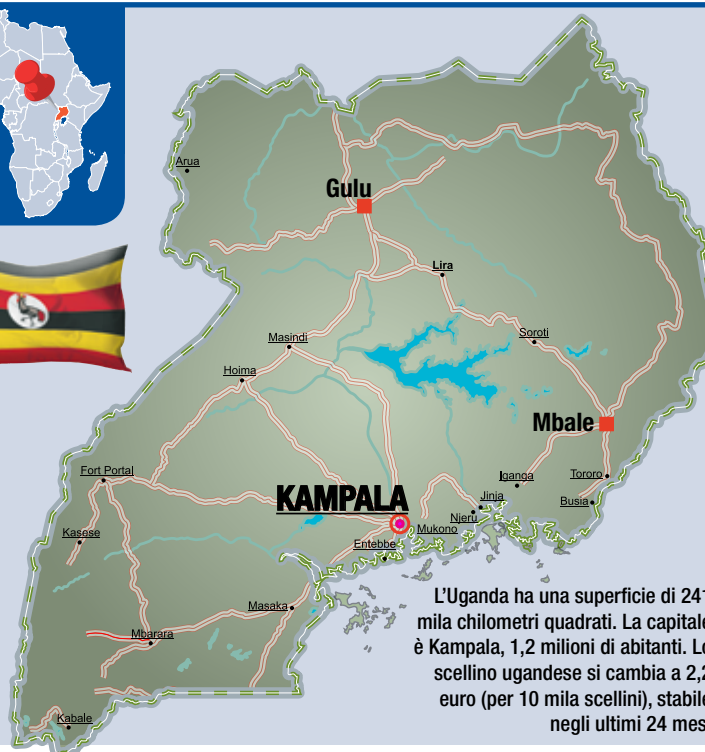 Arua
Gulu
Lira
Masindi
Soroti
Hoima
Mbale
Fort Portal
Iganga
Tororo
KAMPALA
Jinja
Busia
Njeru
Mukono
Kasese
Entebbe
Masaka
Mbarara
Kabale
L'Uganda ha una superficie di 241
mila chilometri quadrati. La capitale
è Kampala, 1,2 milioni di abitanti. Lo
scellino ugandese si cambia a 2,2
euro (per 10 mila scellini), stabile
negli ultimi 24 mes